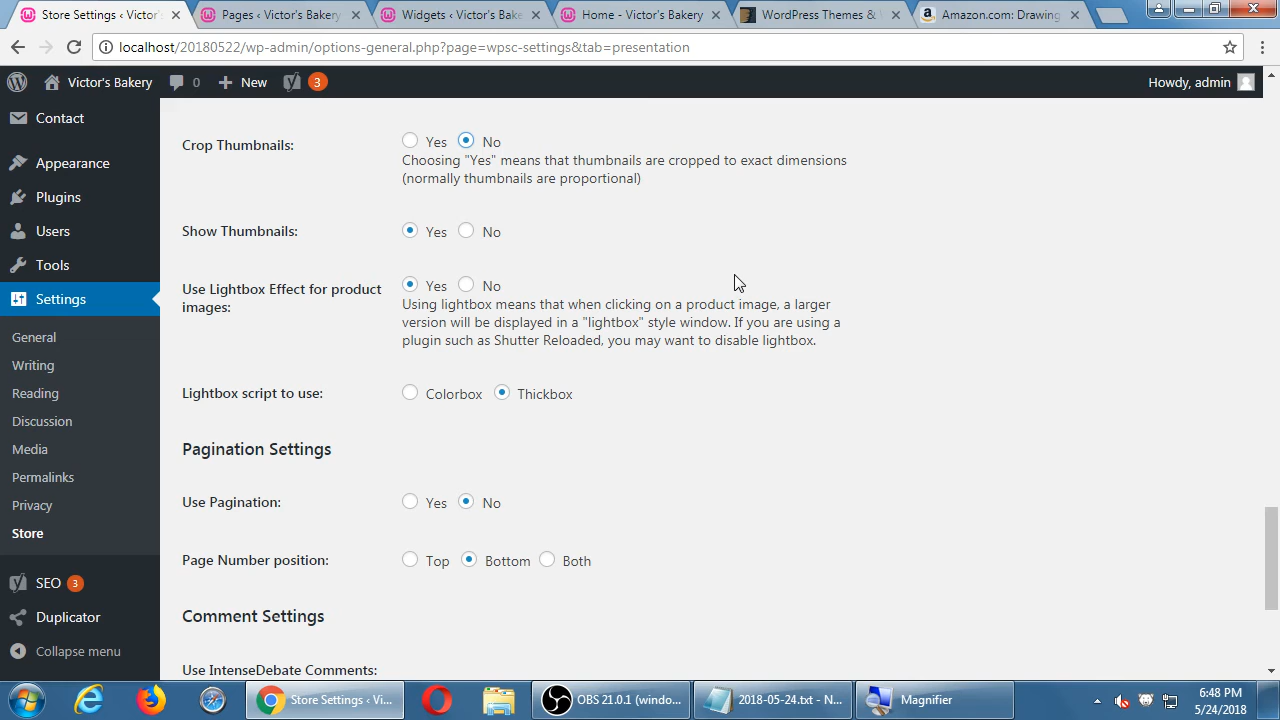 Store Settings ‹ Victor'
Pages ‹ Victor's Bakery
Widgets ‹ Victor's Bake
Home - Victor's Bakery
WordPress Themes &
Amazon.com: Drawing
localhost/20180522/wp-admin/options-general.php?page=wpsc-settings&tab=presentation
Victor's Bakery
0
New
3
Howdy, admin
Contact
Appearance
Plugins
Users
Tools
Settings
General
Writing
Reading
Discussion
Media
Permalinks
Privacy
Store
SEO 3
Duplicator
Collapse menu
Crop Thumbnails:
Yes No
Choosing "Yes" means that thumbnails are cropped to exact dimensions
(normally thumbnails are proportional)
Show Thumbnails:
Yes No
Use Lightbox Effect for product
images:
Yes No
Using lightbox means that when clicking on a product image, a larger
version will be displayed in a "lightbox" style window. If you are using a
plugin such as Shutter Reloaded, you may want to disable lightbox.
Lightbox script to use:
Colorbox Thickbox
Pagination Settings
Use Pagination:
Yes No
Page Number position:
Top Bottom Both
Comment Settings
Use IntenseDebate Comments:
Store Settings ‹ Vi...
OBS 21.0.1 (windo...
2018-05-24.txt - N...
Magnifier
6:48 PM
5/24/2018